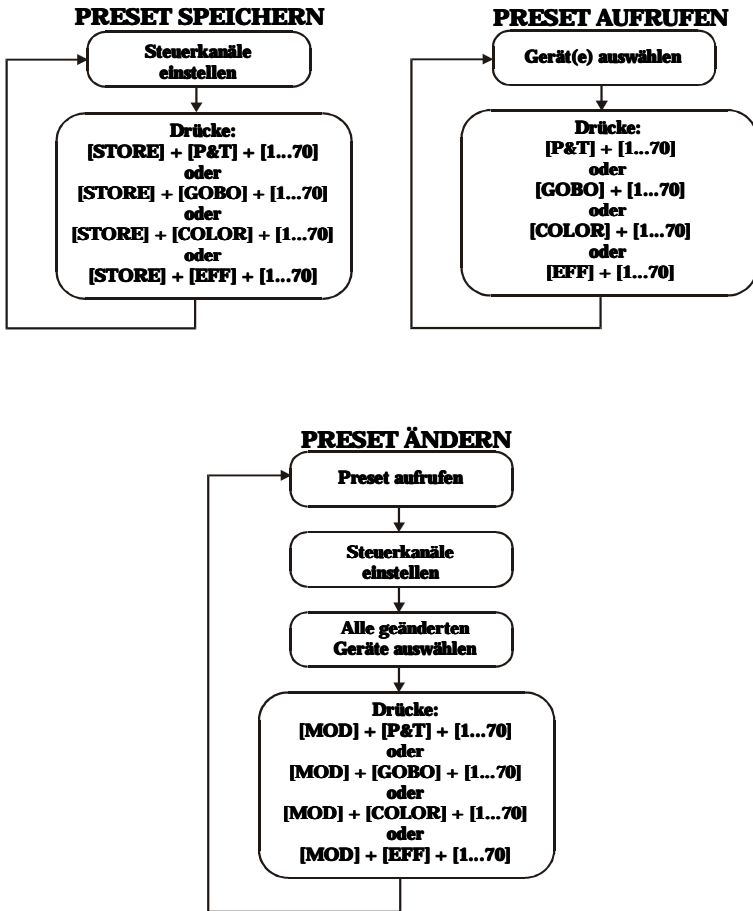 PRESET SPEICHERN
Steuerkanäle
einstellen
Drücke:
[STORE] + [P&T] + [1...70]
oder
[STORE] + [GOBO] + [1...70]
oder
[STORE] + [COLOR] + [1...70]
oder
[STORE] + [EFF] + [1...70]
PRESET AUFRUFEN
Gerät(e) auswählen
Drücke:
[P&T] + [1...70]
oder
[GOBO] + [1...70]
oder
[COLOR] + [1...70]
oder
[EFF] + [1...70]
PRESET ÄNDERN
Preset aufrufen
Steuerkanäle
einstellen
Alle geänderten
Geräte auswählen
Drücke:
[MOD] + [P&T] + [1...70]
oder
[MOD] + [GOBO] + [1...70]
oder
[MOD] + [COLOR] + [1...70]
oder
[MOD] + [EFF] + [1...70]